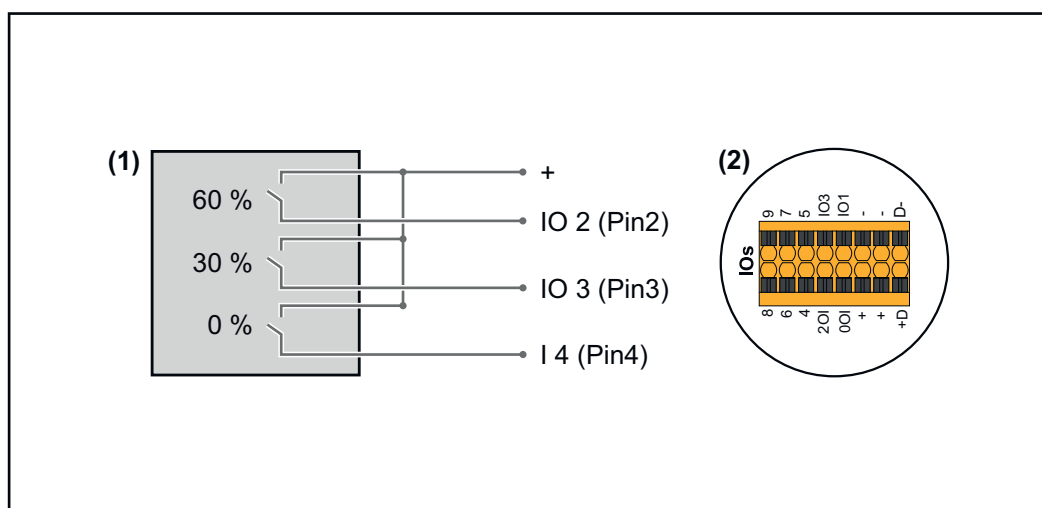 (1)
60 %
30 %
0 %
+
IO 2 (Pin2)
IO 3 (Pin3)
I 4 (Pin4)
(2)
IOs
9 7 5 IO3 IO1 - - D-
8 6 4 IO2 IO0 + + D+